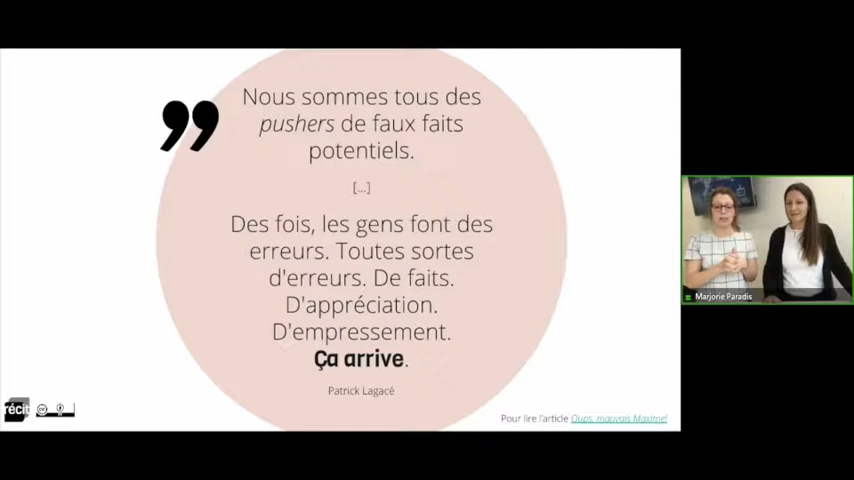 Nous sommes tous des
pushers de faux faits
potentiels.
[...]
Des fois, les gens font des
erreurs. Toutes sortes
d'erreurs. De faits.
D'appréciation.
D'empressement.
Ça arrive.
Patrick Lagacé
Pour lire l'article Oups, mauvais Maxime!
récit
Marjorie Paradis